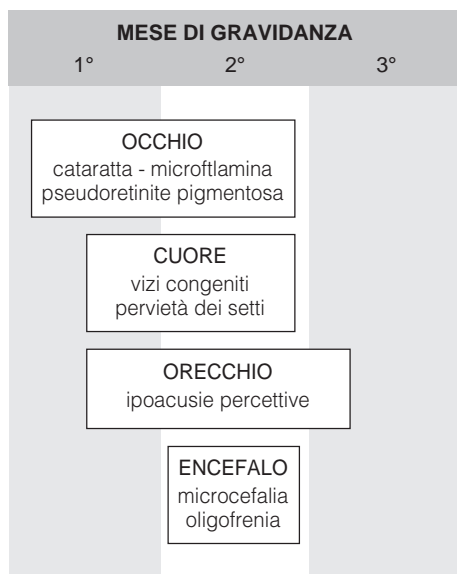 MESE DI GRAVIDANZA
1° 2° 3°
OCCHIO
cataratta - microftlamina
pseudoretinite pigmentosa
CUORE
vizi congeniti
pervietà dei setti
ORECCHIO
ipoacusie percettive
ENCEFALO
microcefalia
oligofrenia